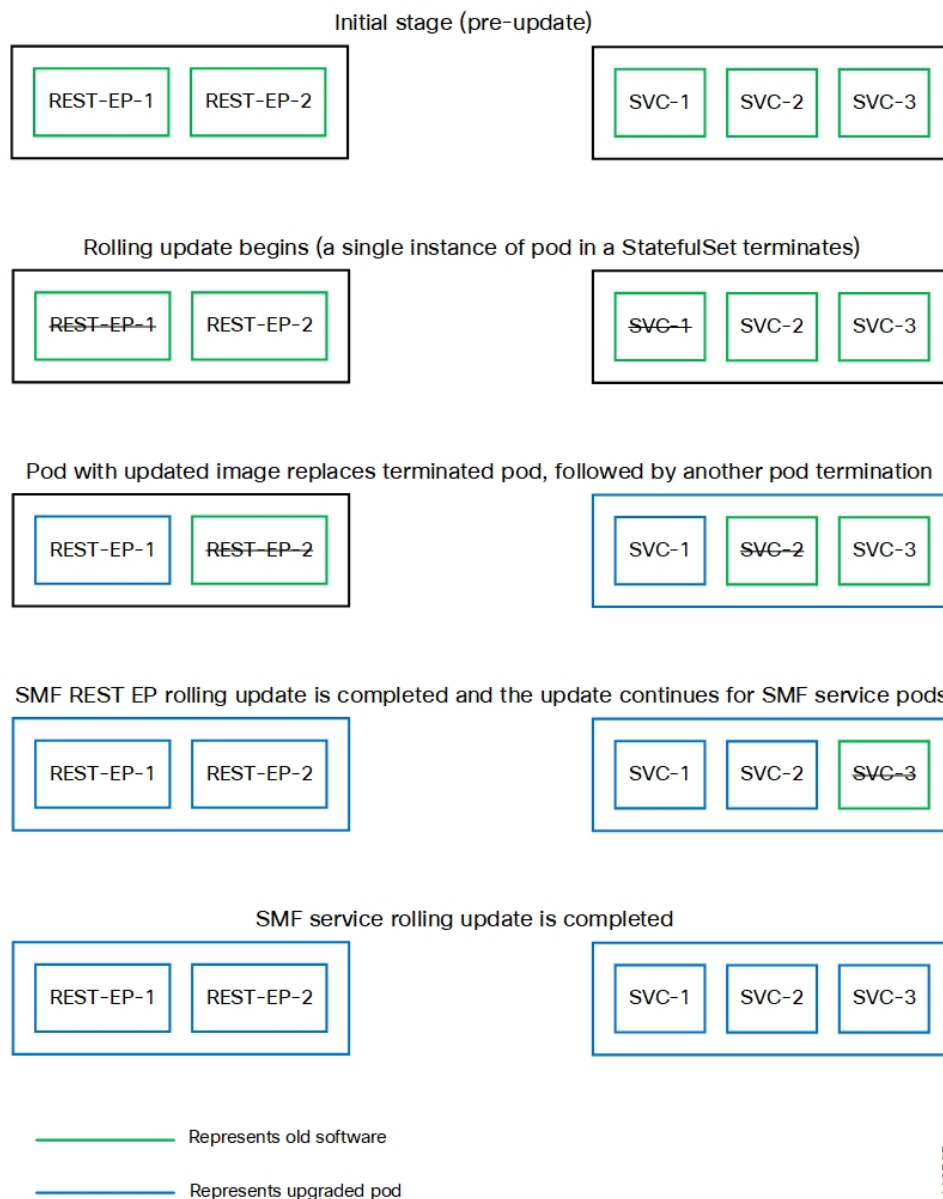 Initial stage (pre-update)
REST-EP-1 REST-EP-2 SVC-1 SVC-2 SVC-3
Rolling update begins (a single instance of pod in a StatefulSet terminates)
REST-EP-1 REST-EP-2 SVC-1 SVC-2 SVC-3
Pod with updated image replaces terminated pod, followed by another pod termination
REST-EP-1 REST-EP-2 SVC-1 SVC-2 SVC-3
SMF REST EP rolling update is completed and the update continues for SMF service pods
REST-EP-1 REST-EP-2 SVC-1 SVC-2 SVC-3
SMF service rolling update is completed
REST-EP-1 REST-EP-2 SVC-1 SVC-2 SVC-3
Represents old software
Represents upgraded pod